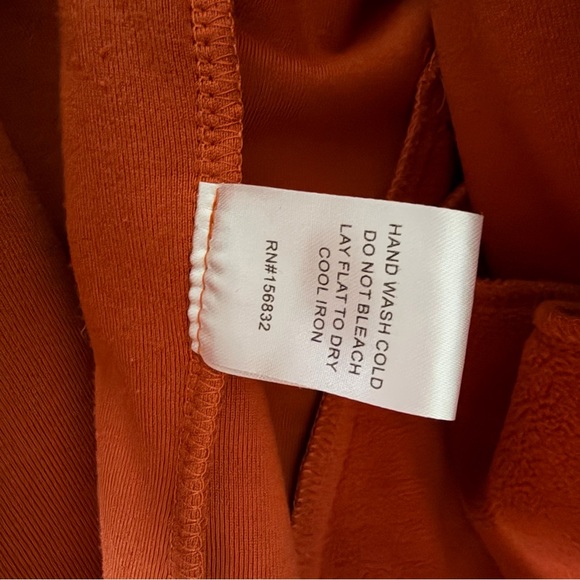 HAND WASH COLD
DO NOT BLEACH
LAY FLAT TO DRY
COOL IRON
RN#156832